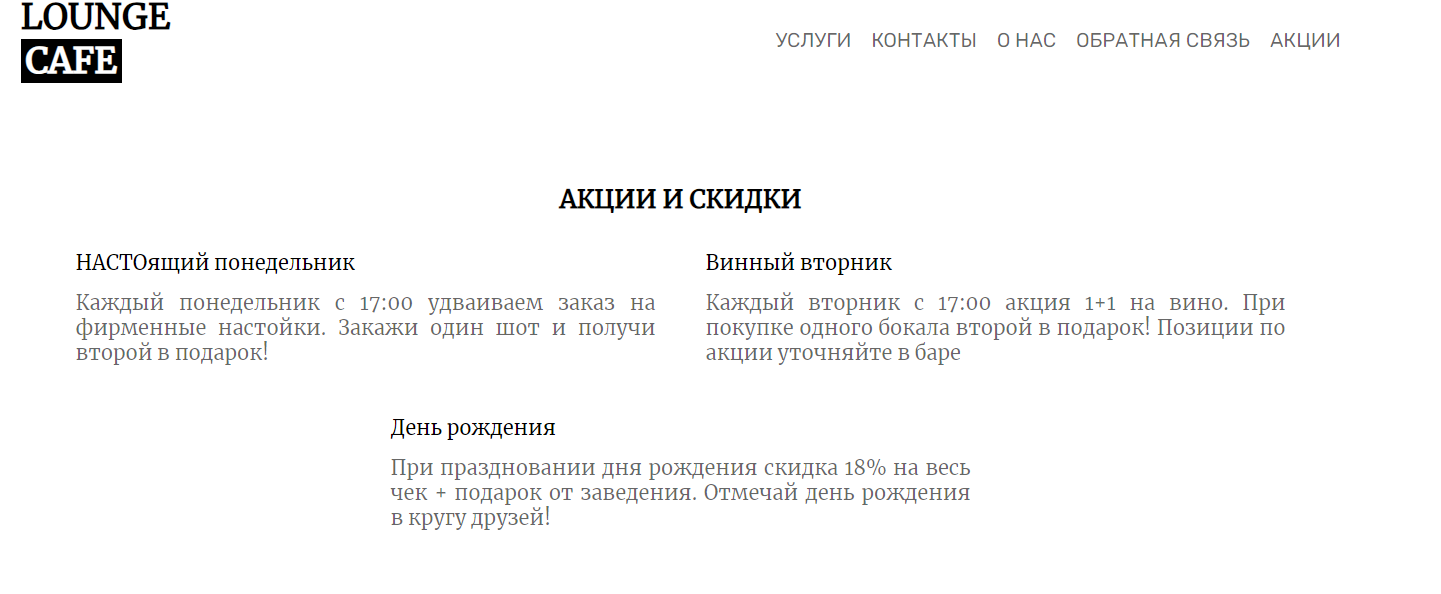 LOUNGE
CAFE
УСЛУГИ КОНТАКТЫ О НАС ОБРАТНАЯ СВЯЗЬ АКЦИИ
АКЦИИ И СКИДКИ
НАСТОящий понедельник
Каждый понедельник с 17:00 удваиваем заказ на
фирменные настойки. Закажи один шот и получи
второй в подарок!
Винный вторник
Каждый вторник с 17:00 акция 1+1 на вино. При
покупке одного бокала второй в подарок! Позиции по
акции уточняйте в баре
День рождения
При праздновании дня рождения скидка 18% на весь
чек + подарок от заведения. Отмечай день рождения
в кругу друзей!